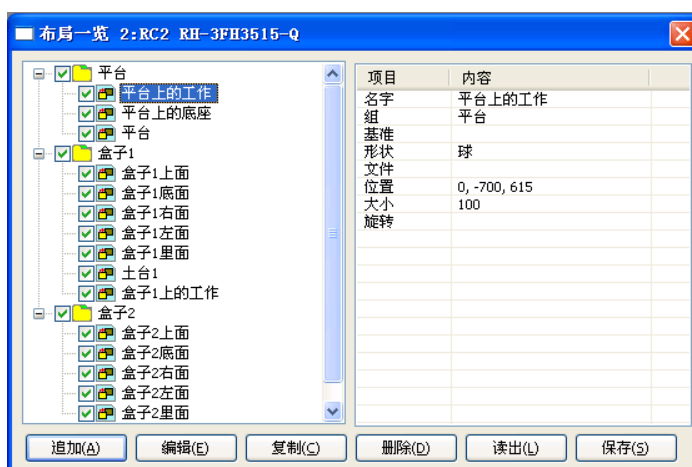 布局一览 2:RC2 RH-3FH3515-Q
平台
平台上的工作
平台上的底座
平台
盒子1
盒子1上面
盒子1底面
盒子1右面
盒子1左面
盒子1里面
土台1
盒子1上的工作
盒子2
盒子2上面
盒子2底面
盒子2右面
盒子2左面
盒子2里面
项目 内容
名字 平台上的工作
组 平台
基准
形状 球
文件
位置 0, -700, 615
大小 100
旋转
追加(A) 编辑(E) 复制(C) 删除(D) 读出(L) 保存(S)